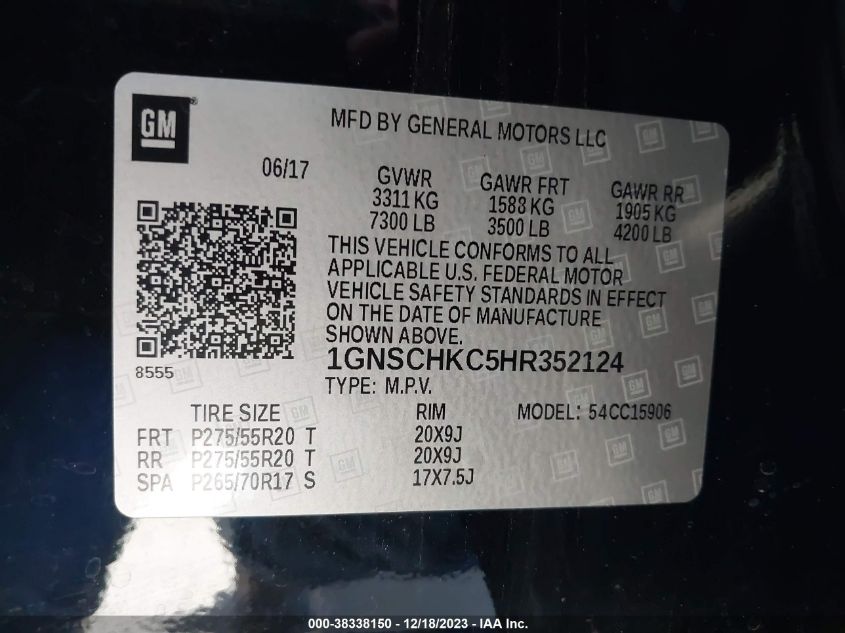 GM
MFD BY GENERAL MOTORS LLC
06/17
GVWR GAWR FRT GAWR RR
3311 KG 1588 KG 1905 KG
7300 LB 3500 LB 4200 LB
THIS VEHICLE CONFORMS TO ALL
APPLICABLE U.S. FEDERAL MOTOR
VEHICLE SAFETY STANDARDS IN EFFECT
ON THE DATE OF MANUFACTURE
SHOWN ABOVE.
8555
1GNSCHKC5HR352124
TYPE: M.P.V.
TIRE SIZE RIM MODEL: 54CC15906
FRT P275/55R20 T 20X9J
RR P275/55R20 T 20X9J
SPA P265/70R17 S 17X7.5J
000-38338150 - 12/18/2023 - IAAI.com